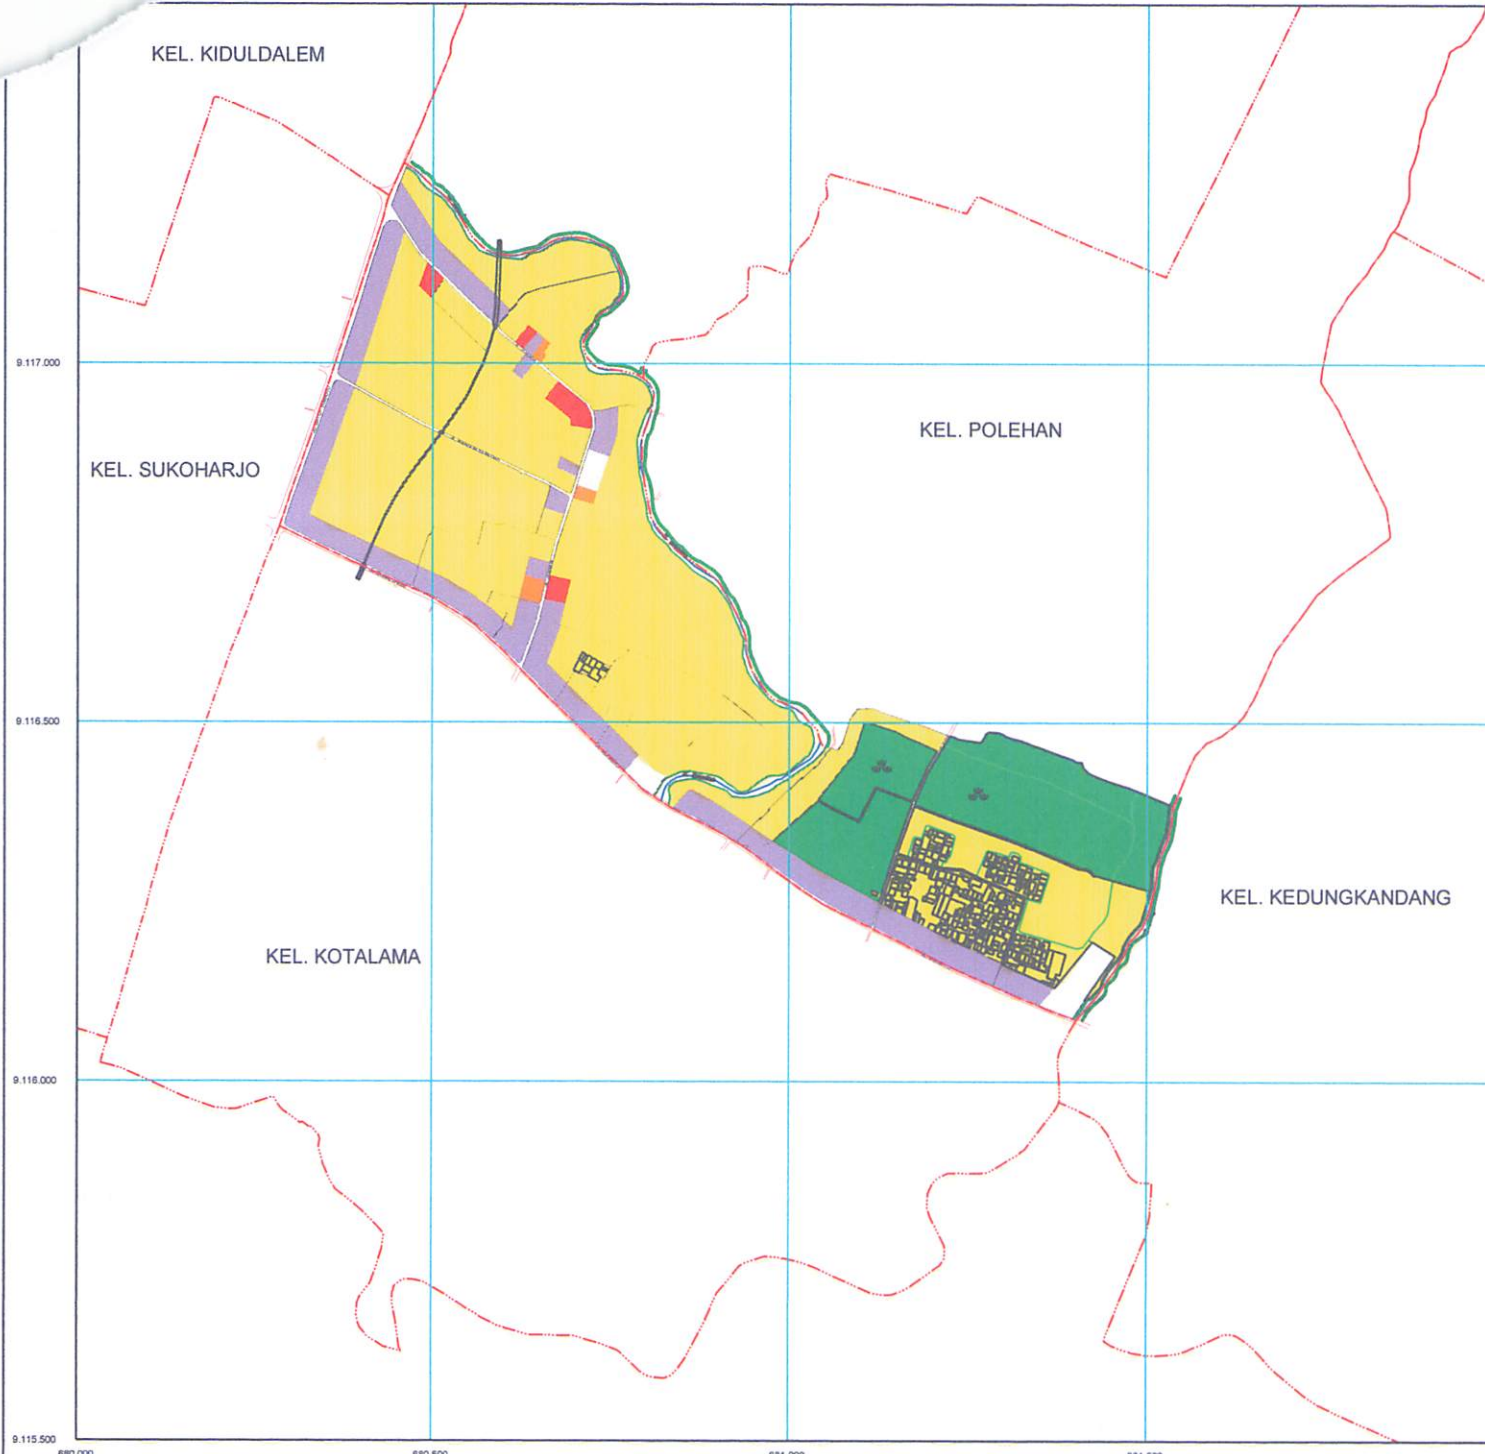 KEL. KIDULDALEM
9.117.000
KEL. POLEHAN
KEL. SUKOHARJO
9.116.500
KEL. KEDUNGKANDANG
KEL. KOTALAMA
9.116.000
9.115.500